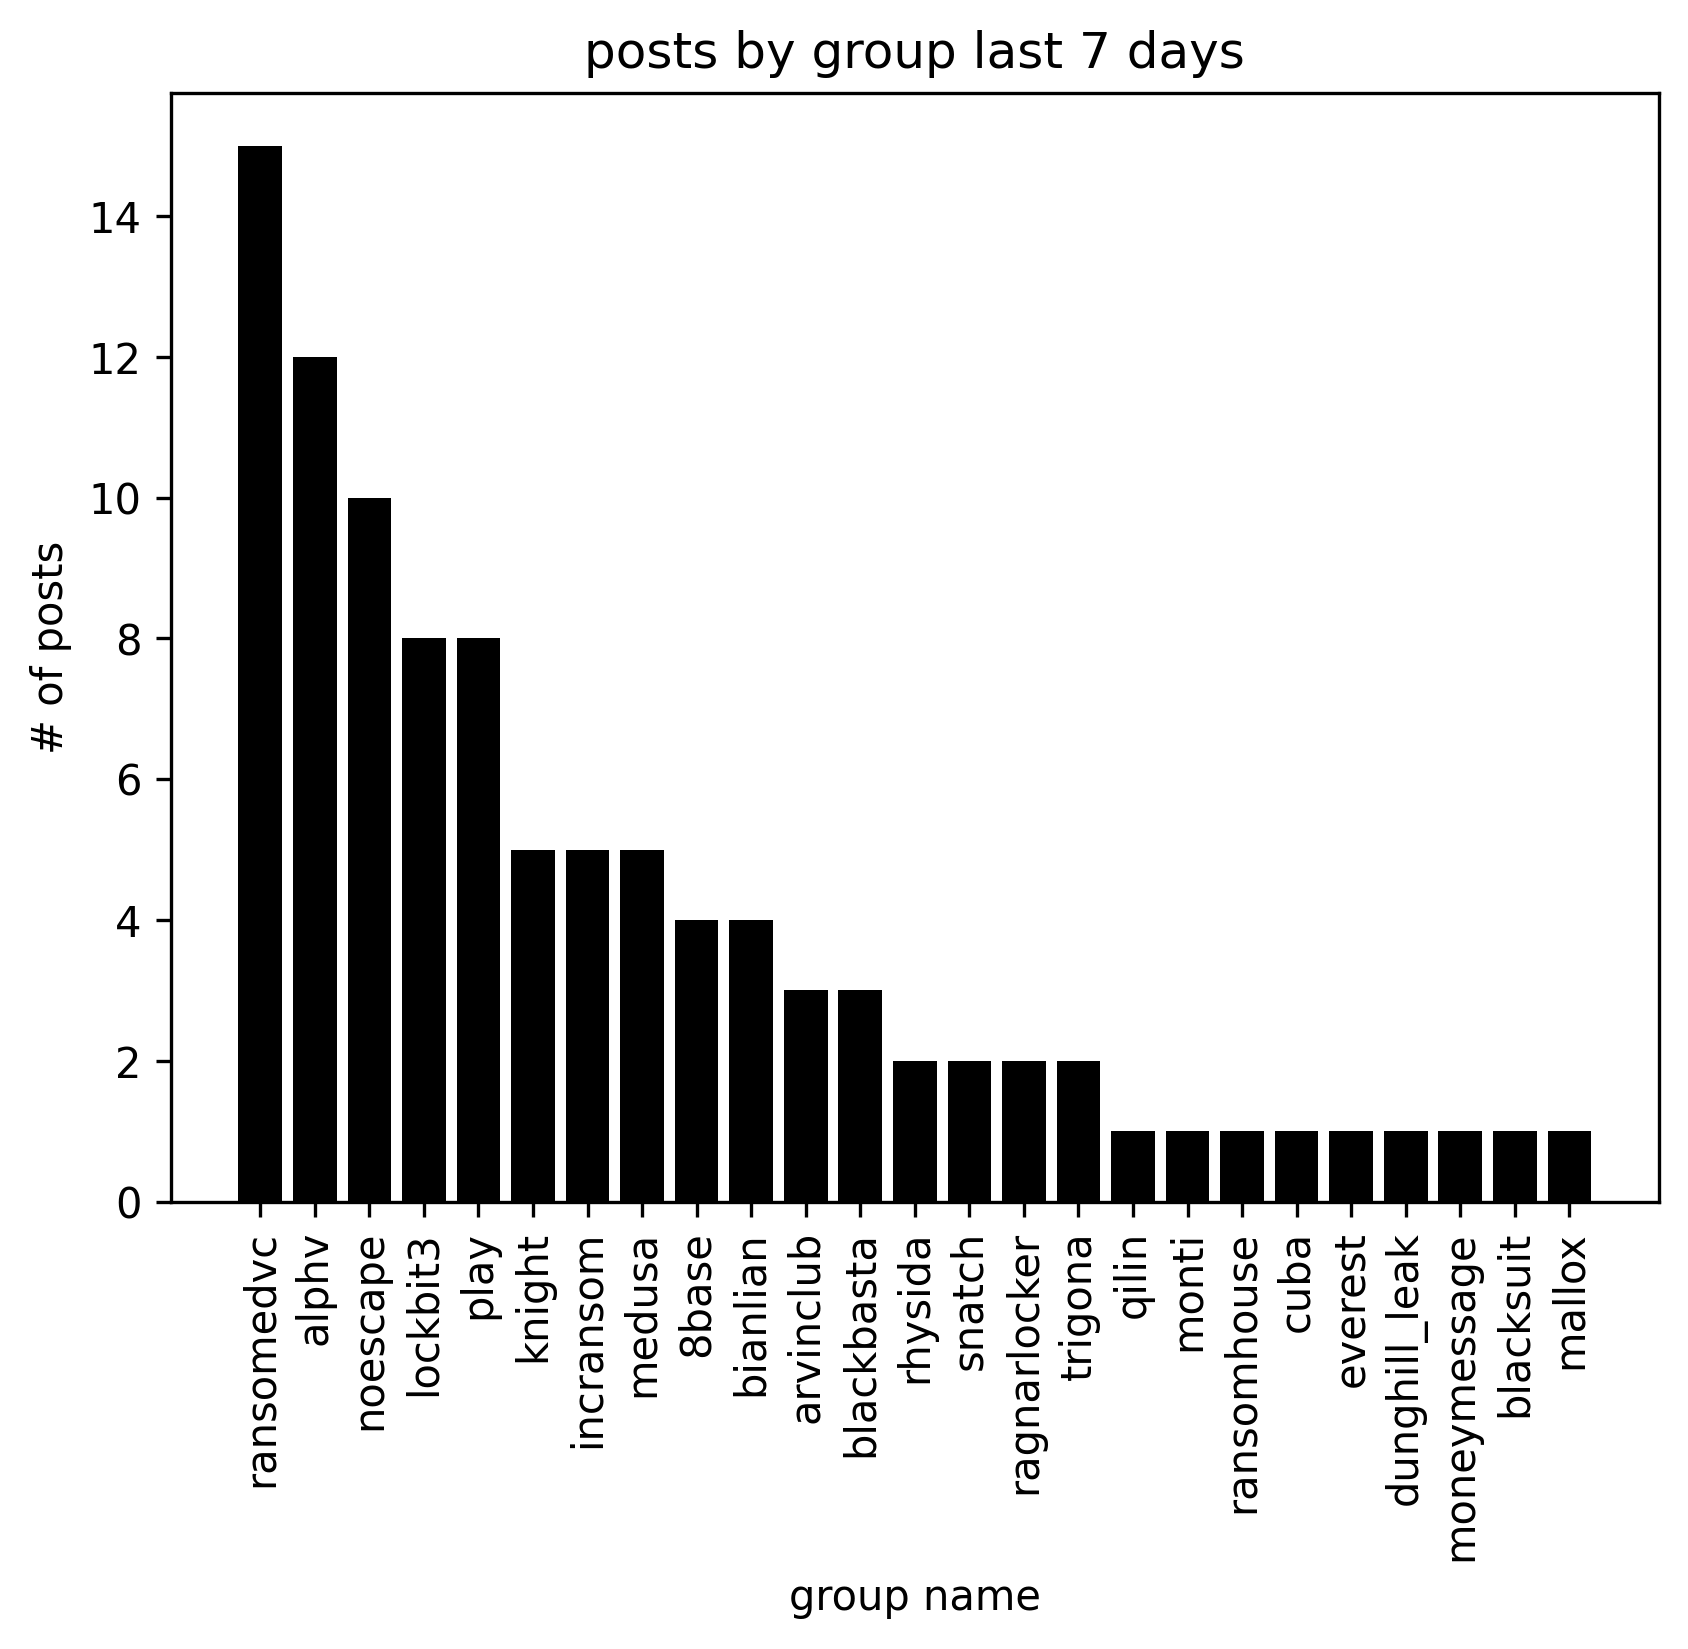 posts by group last 7 days
# of posts
14
12
10
8
6
4
2
0
ransomedvc
alphv
noescape
lockbit3
play
knight
incransom
medusa
8base
bianlian
arvinclub
blackbasta
rhysida
snatch
ragnarlocker
trigona
qilin
monti
ransomhouse
cuba
everest
dunghill_leak
moneymessage
blacksuit
mallox
group name